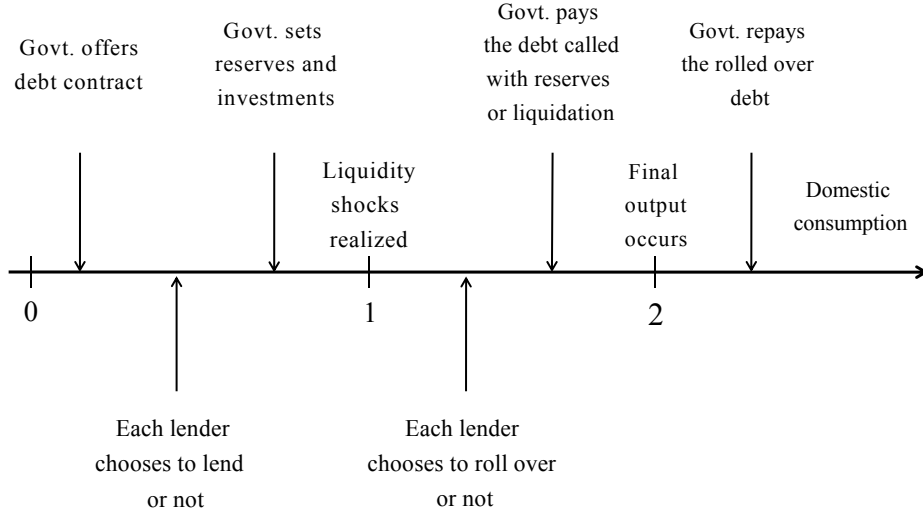 Govt. offers
debt contract
Govt. sets
reserves and
investments
Govt. pays
the debt called
with reserves
or liquidation
Govt. repays
the rolled over
debt
Liquidity
shocks
realized
Final
output
occurs
Domestic
consumption
0
1
2
Each lender
chooses to lend
or not
Each lender
chooses to roll over
or not